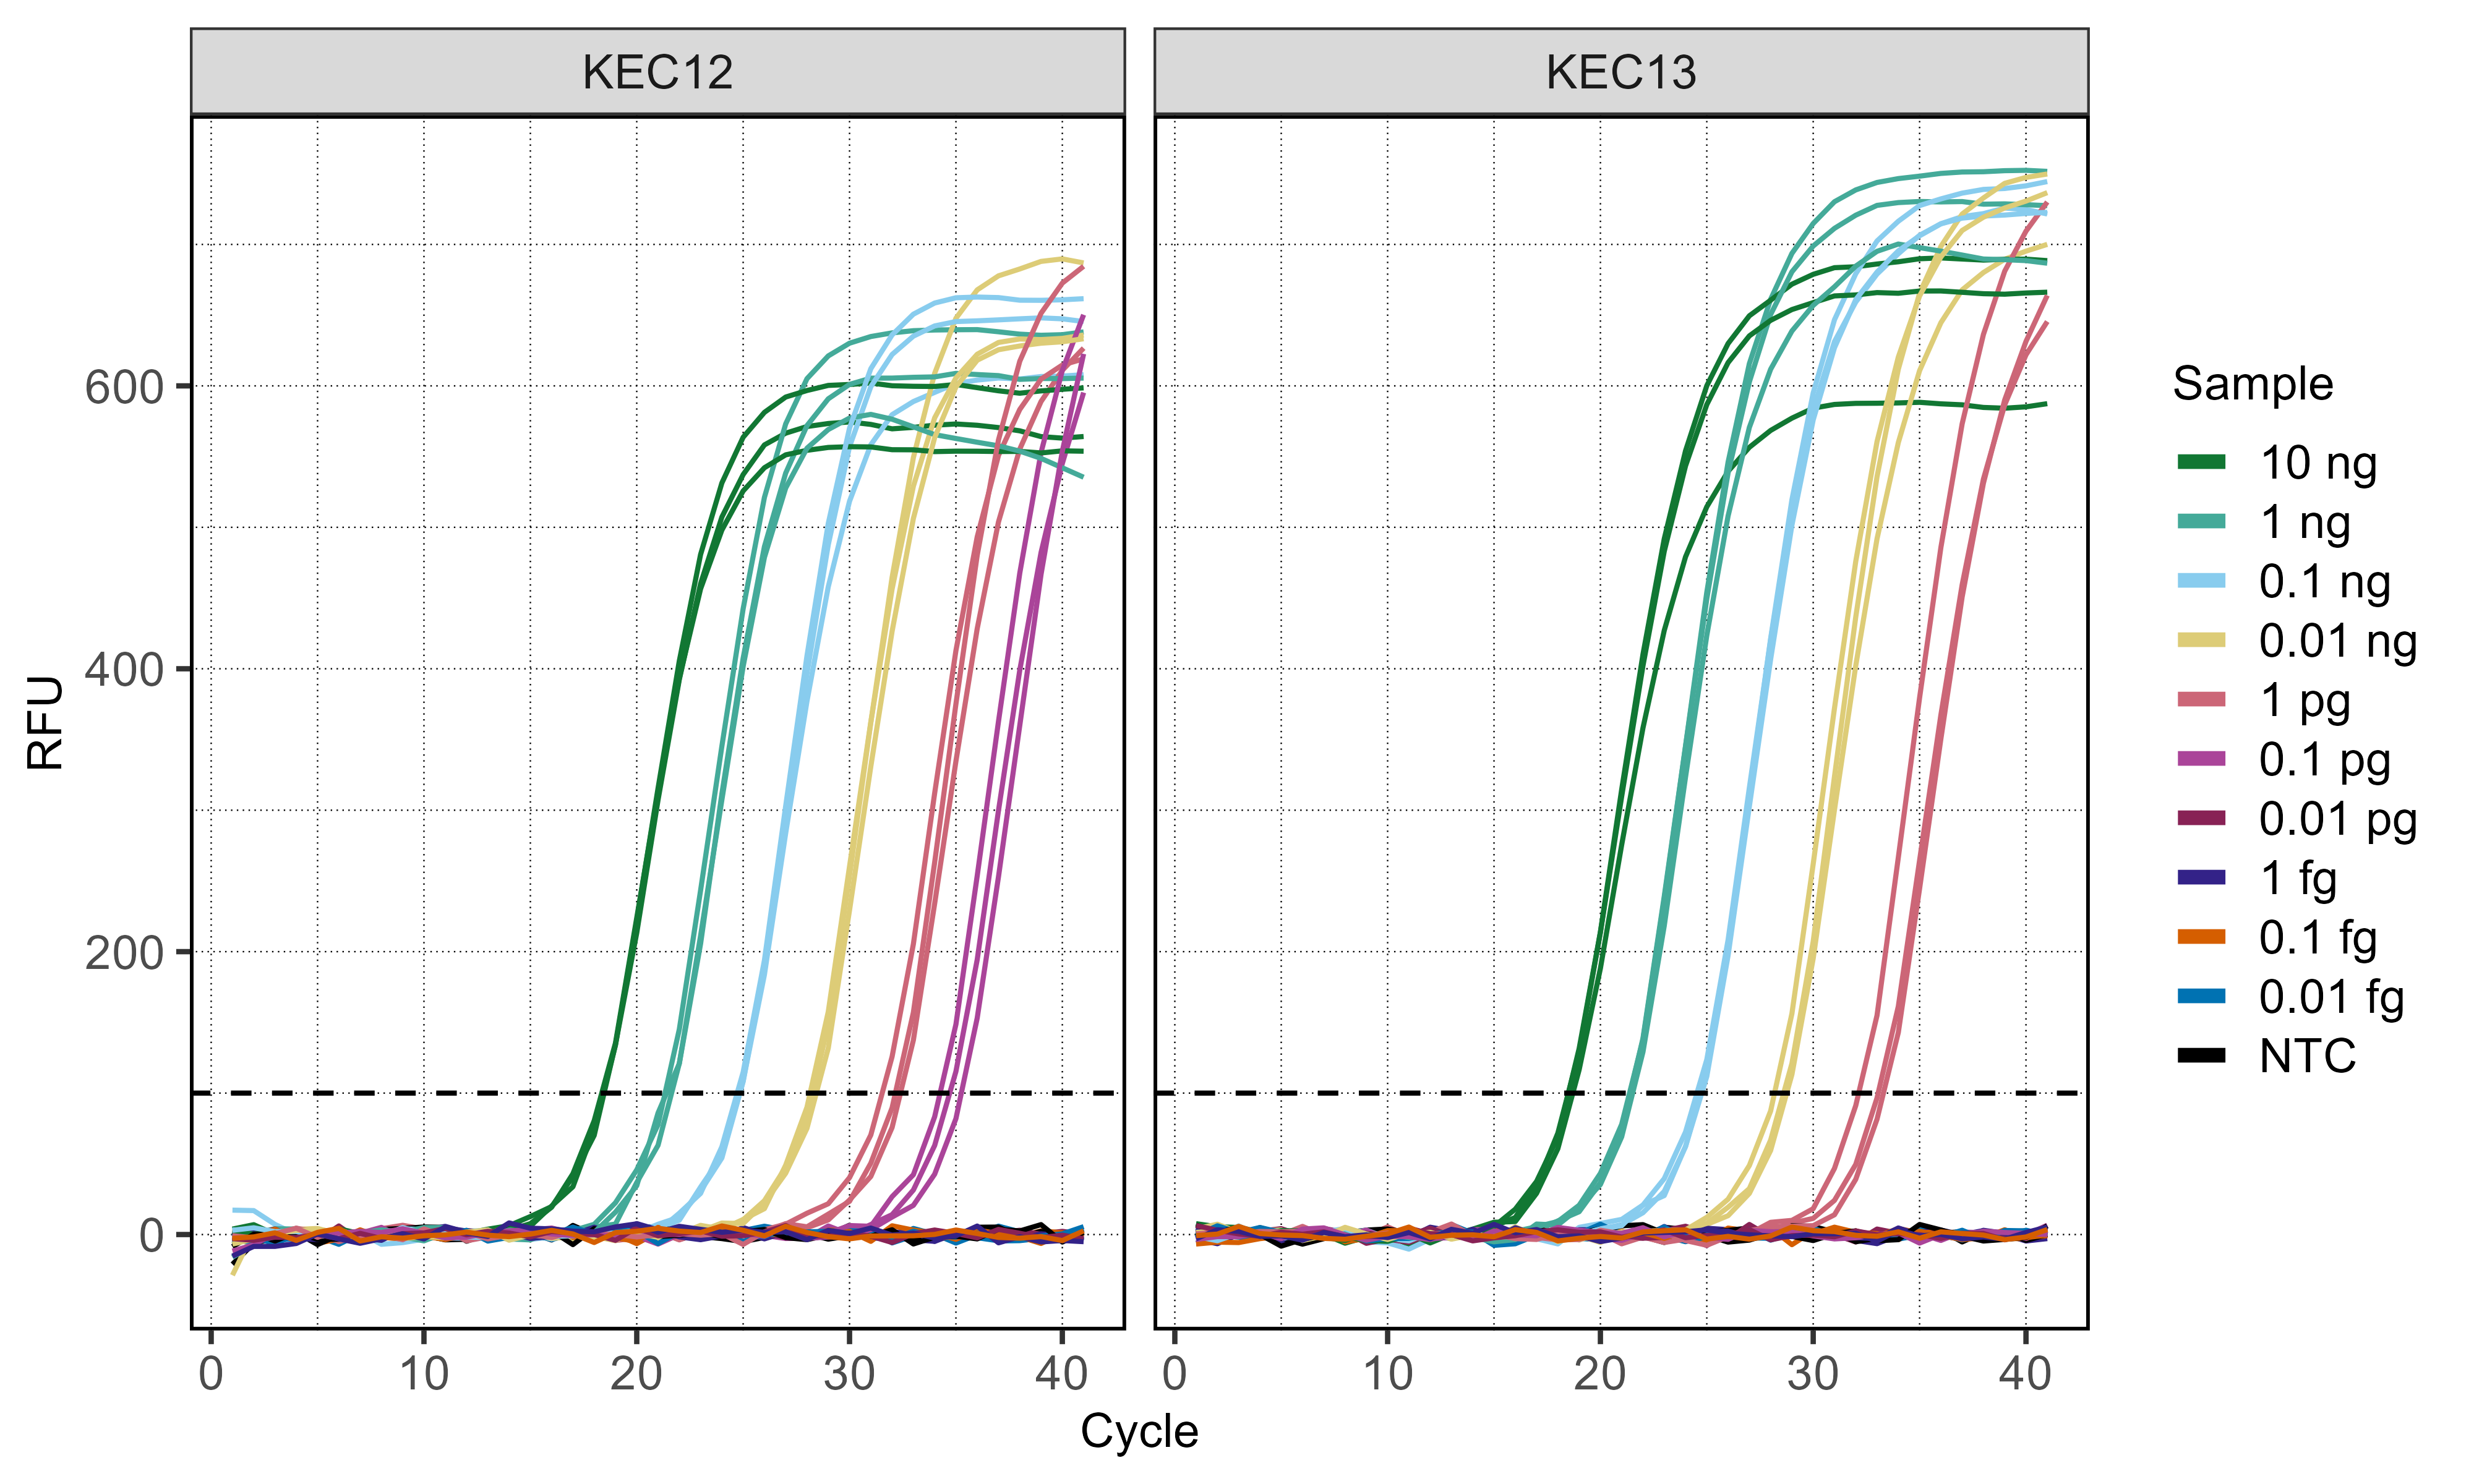 KEC12
KEC13
RFU
600
400
200
0
0 10 20 30 40
0 10 20 30 40
Cycle
Sample
10 ng
1 ng
0.1 ng
0.01 ng
1 pg
0.1 pg
0.01 pg
1 fg
0.1 fg
0.01 fg
NTC